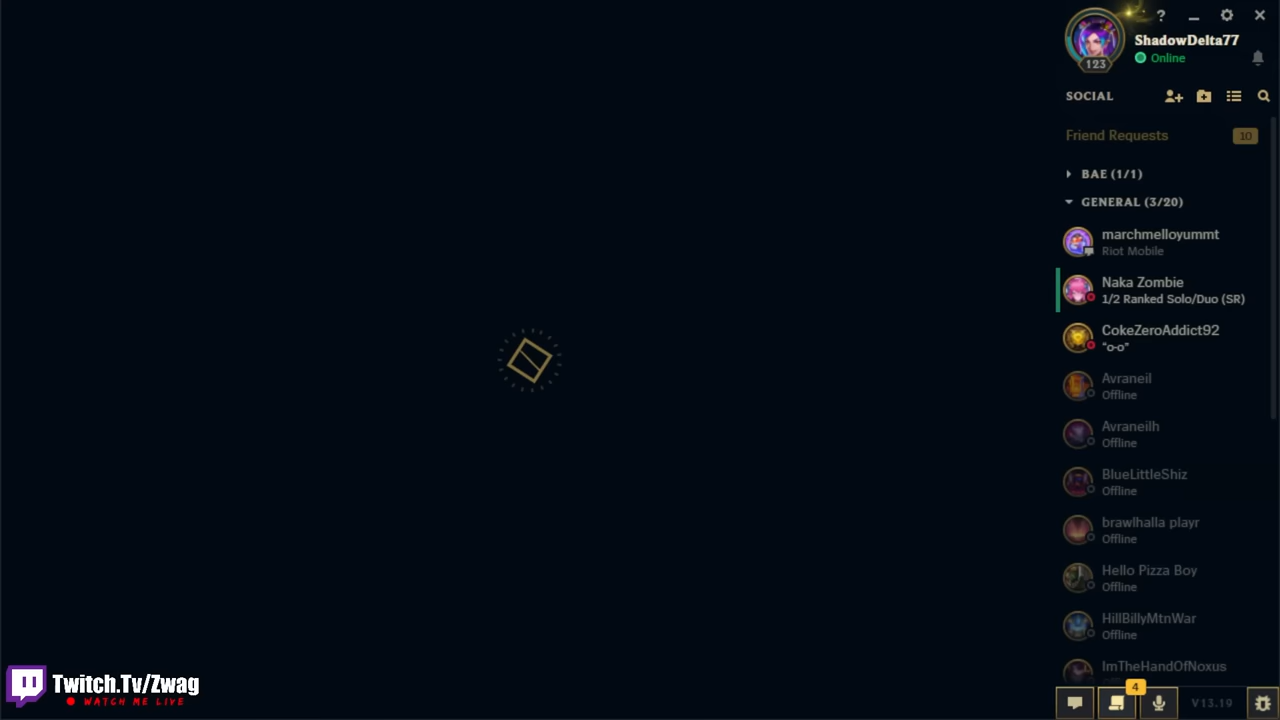 ?
ShadowDelta77
Online
123
SOCIAL
Friend Requests
10
BAE (1/1)
GENERAL (3/20)
marchmelloyummt
Riot Mobile
Naka Zombie
1/2 Ranked Solo/Duo (SR)
CokeZeroAddict92
"o-o"
Avraneil
Offline
Avraneilh
Offline
BlueLittleShiz
Offline
brawlhalla playr
Offline
Hello Pizza Boy
Offline
HillBillyMtnWar
Offline
ImTheHandOfNoxus
4
V13.19
Twitch.Tv/Zwag
WATCH ME LIVE